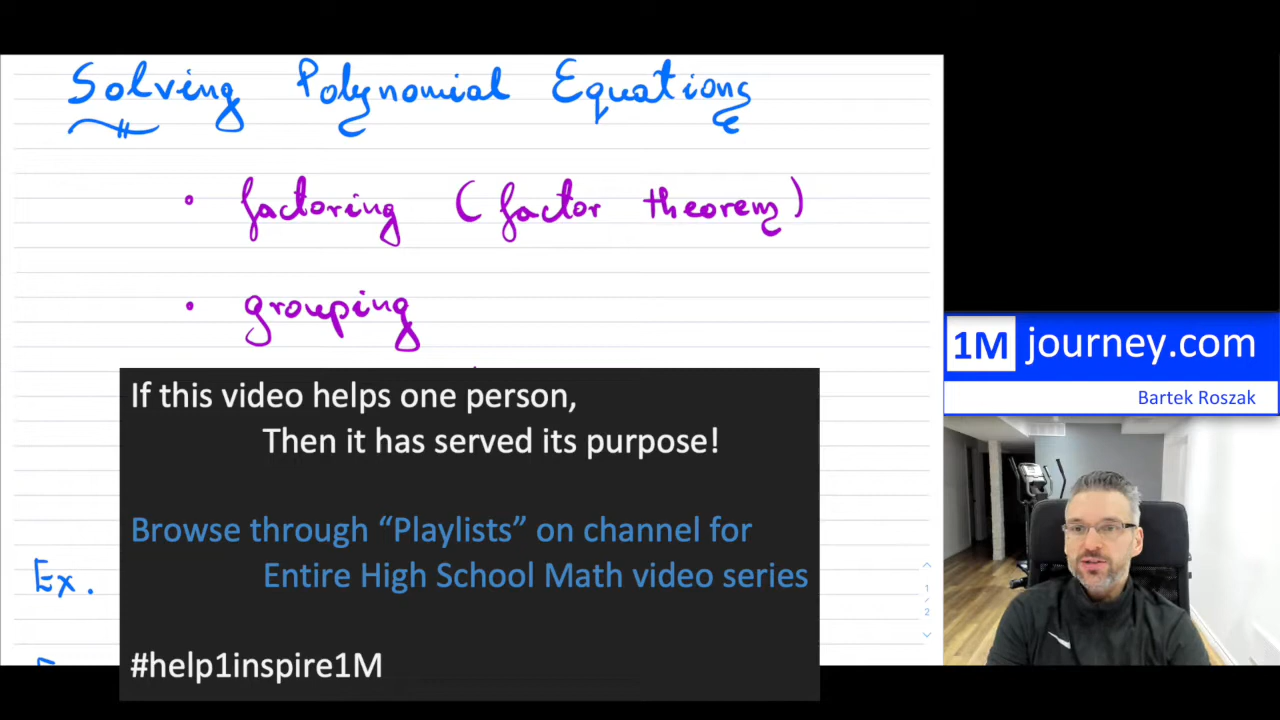 Solving Polynomial Equations
• factoring (factor theorem)
• grouping
If this video helps one person,
Then it has served its purpose!
Browse through “Playlists” on channel for
Entire High School Math video series
#help1inspire1M
Ex.
1M journey.com
Bartek Roszak
1
/
2